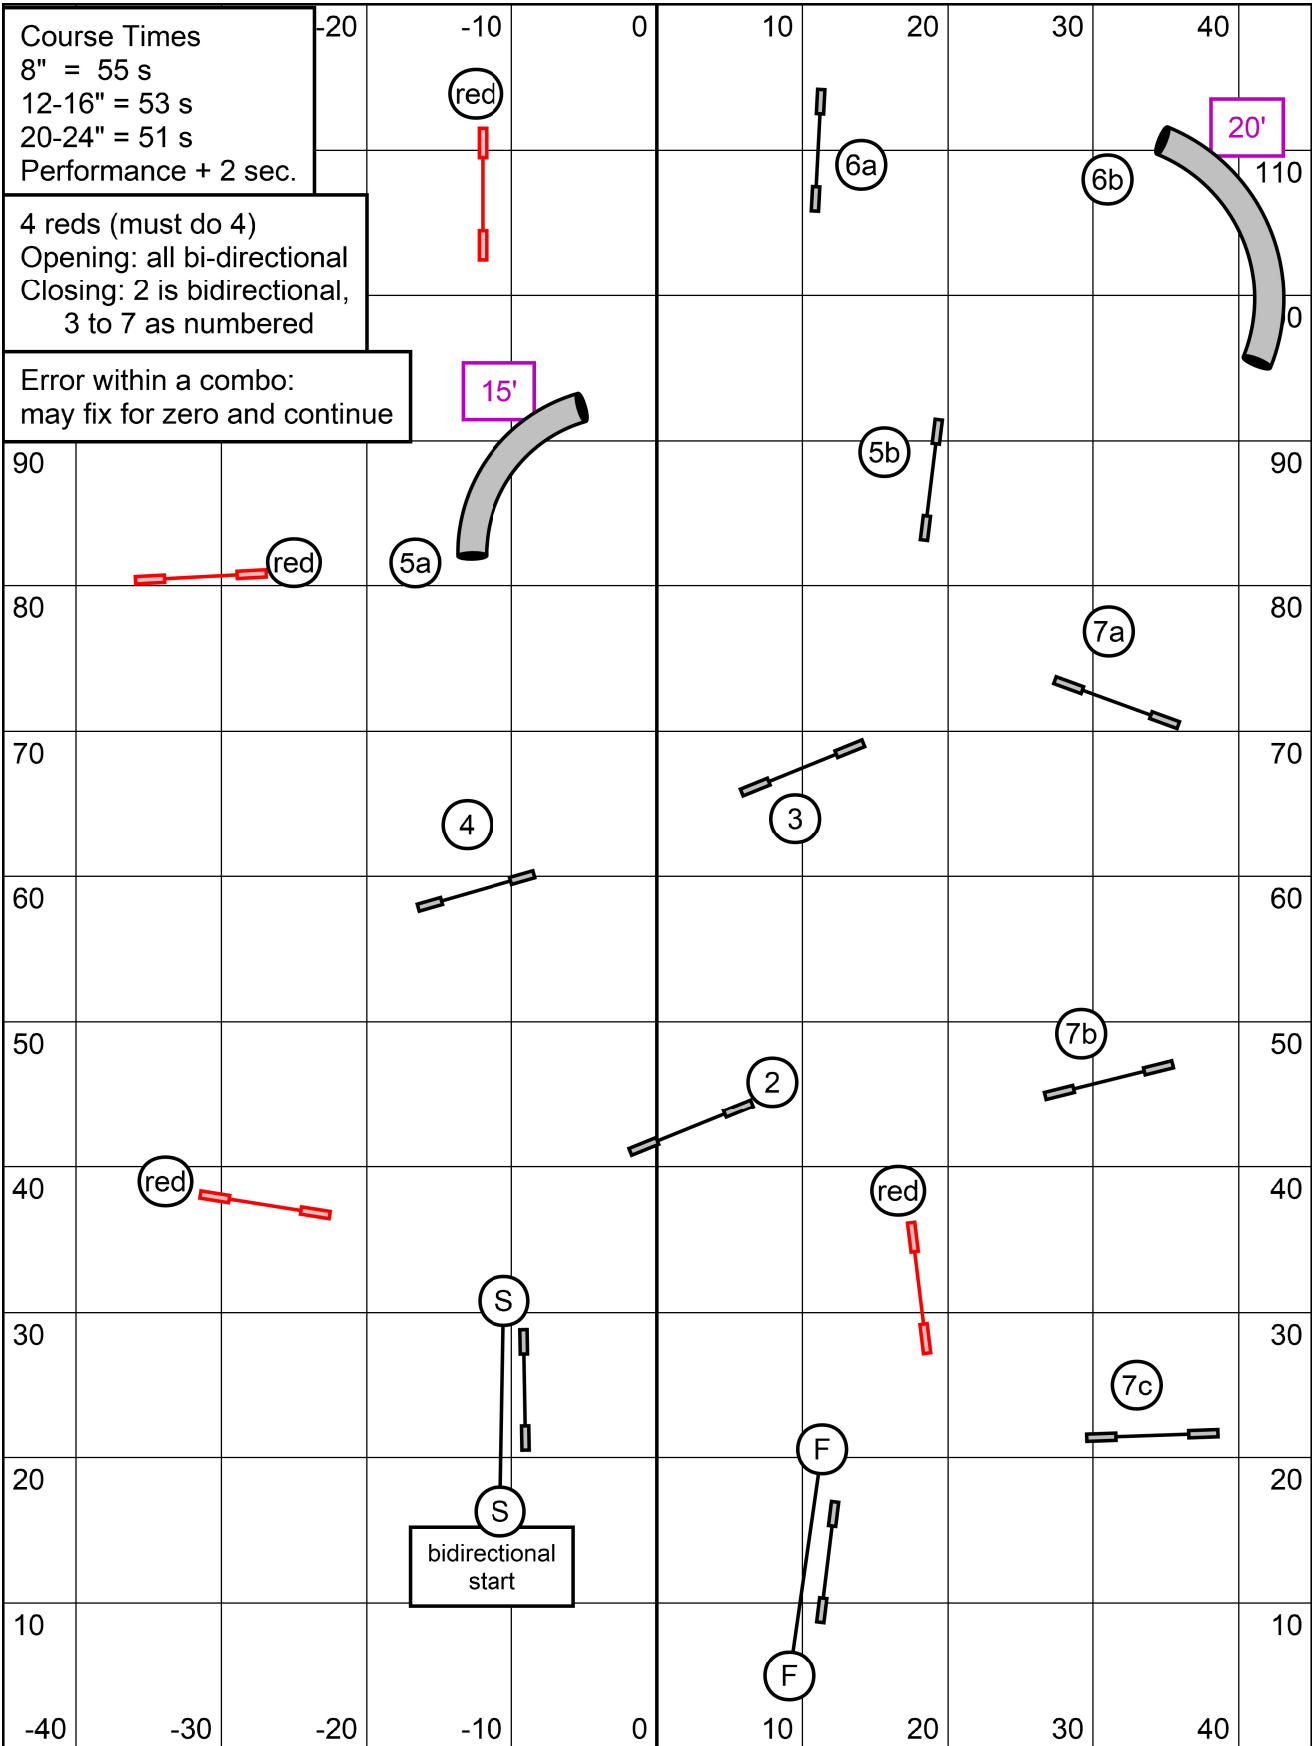 -20 -10 0 10 20 30 40
Course Times
8" = 55 s
12-16" = 53 s
20-24" = 51 s
Performance + 2 sec.
red
20'
6a
6b
110
4 reds (must do 4)
Opening: all bi-directional
Closing: 2 is bidirectional,
3 to 7 as numbered
0
Error within a combo:
may fix for zero and continue
15'
5b
90 90
red
5a
80 80
7a
70 70
4
3
60 60
50 50
7b
2
40 40
red
red
S
30 30
7c
F
20 20
S
bidirectional
start
10 10
F
-40 -30 -20 -10 0 10 20 30 40